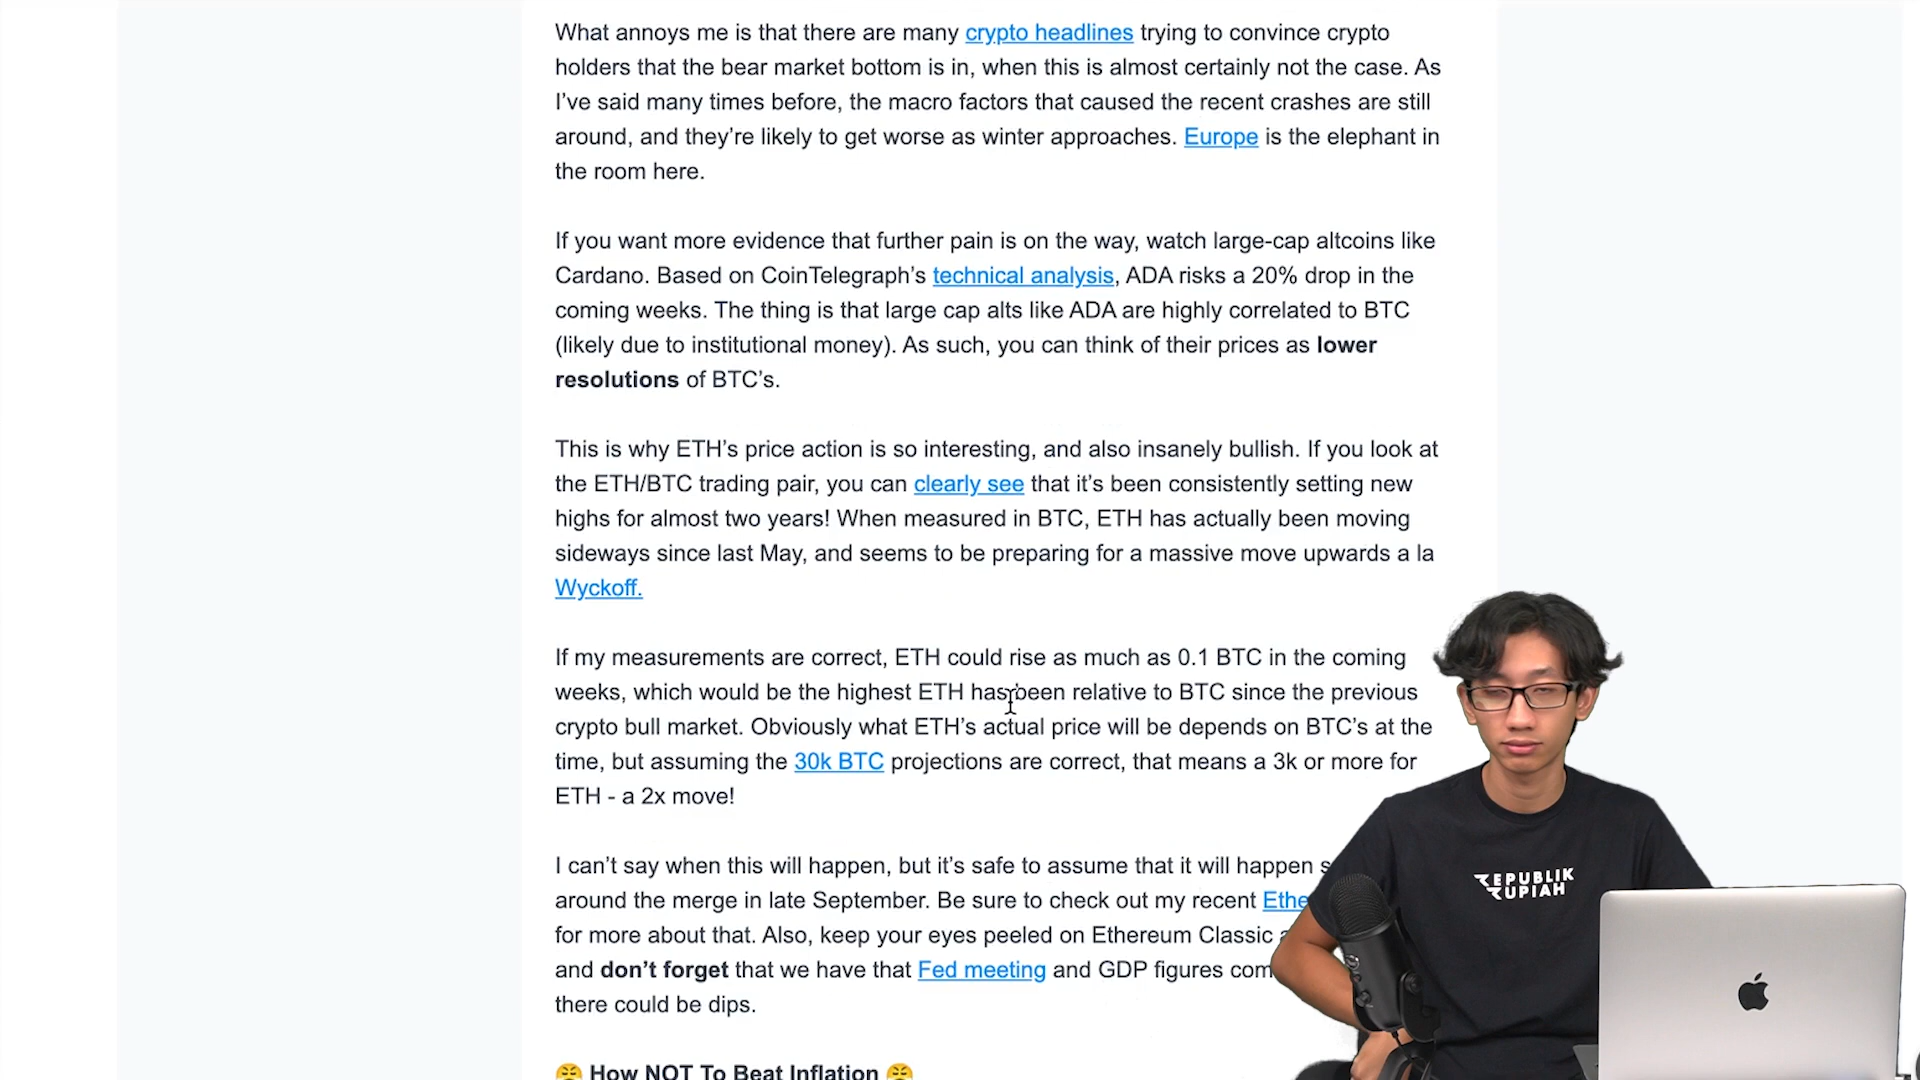 What annoys me is that there are many crypto headlines trying to convince crypto
holders that the bear market bottom is in, when this is almost certainly not the case. As
I’ve said many times before, the macro factors that caused the recent crashes are still
around, and they’re likely to get worse as winter approaches. Europe is the elephant in
the room here.
If you want more evidence that further pain is on the way, watch large-cap altcoins like
Cardano. Based on CoinTelegraph’s technical analysis, ADA risks a 20% drop in the
coming weeks. The thing is that large cap alts like ADA are highly correlated to BTC
(likely due to institutional money). As such, you can think of their prices as lower
resolutions of BTC’s.
This is why ETH’s price action is so interesting, and also insanely bullish. If you look at
the ETH/BTC trading pair, you can clearly see that it’s been consistently setting new
highs for almost two years! When measured in BTC, ETH has actually been moving
sideways since last May, and seems to be preparing for a massive move upwards a la
Wyckoff.
If my measurements are correct, ETH could rise as much as 0.1 BTC in the coming
weeks, which would be the highest ETH has been relative to BTC since the previous
crypto bull market. Obviously what ETH’s actual price will be depends on BTC’s at the
time, but assuming the 30k BTC projections are correct, that means a 3k or more for
ETH - a 2x move!
I can’t say when this will happen, but it’s safe to assume that it will happen
around the merge in late September. Be sure to check out my recent
for more about that. Also, keep your eyes peeled on Ethereum Classic
and don’t forget that we have that Fed meeting and GDP figures
there could be dips.
How NOT To Beat Inflation
REPUBLIK
RUPIAH